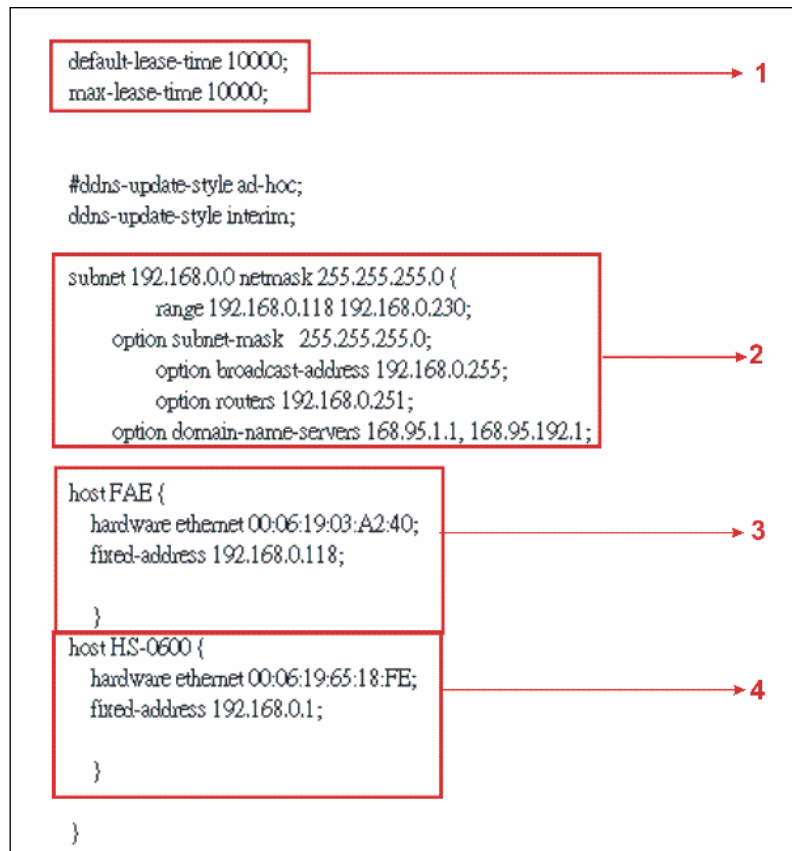 default-lease-time 10000;
max-lease-time 10000;
1
#ddns-update-style ad-hoc;
ddns-update-style interim;
subnet 192.168.0.0 netmask 255.255.255.0 {
range 192.168.0.118 192.168.0.230;
option subnet-mask 255.255.255.0;
option broadcast-address 192.168.0.255;
option routers 192.168.0.251;
option domain-name-servers 168.95.1.1, 168.95.192.1;
2
host FAE {
hardware ethernet 00:06:19:03:A2:40;
fixed-address 192.168.0.118;
}
3
host HS-0600 {
hardware ethernet 00:06:19:65:18:FE;
fixed-address 192.168.0.1;
}
4
}